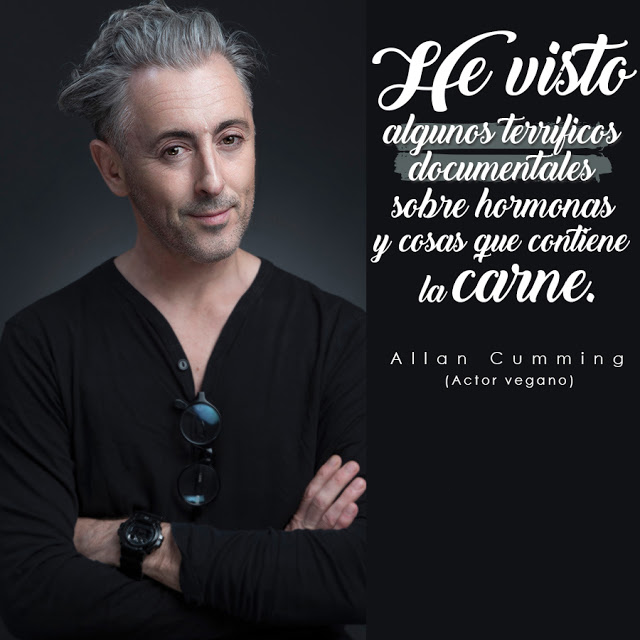 He visto
algunos terríficos
documentales
sobre hormonas
y cosas que contiene
la carne.
Allan Cumming
(Actor vegano)